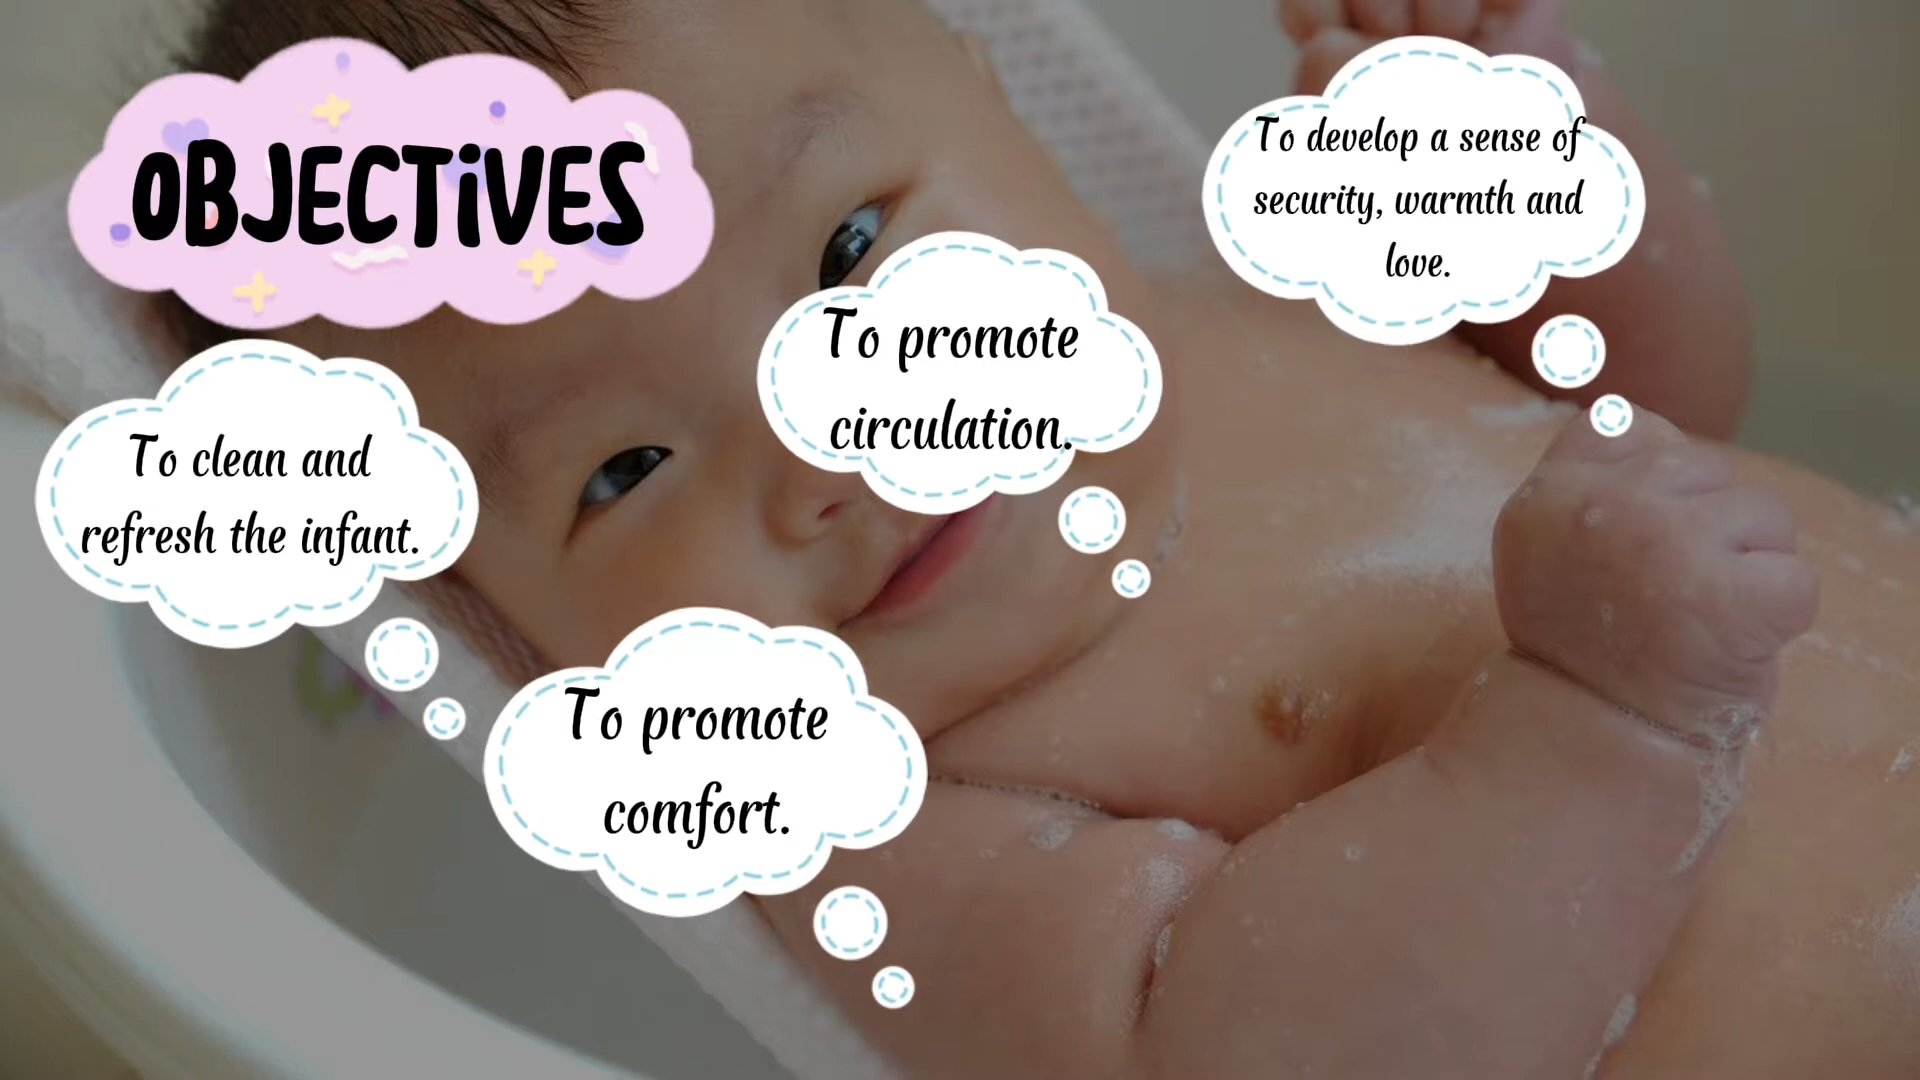 OBJECTiVES
To clean and
refresh the infant.
To promote
comfort.
To promote
circulation.
To develop a sense of
security, warmth and
love.